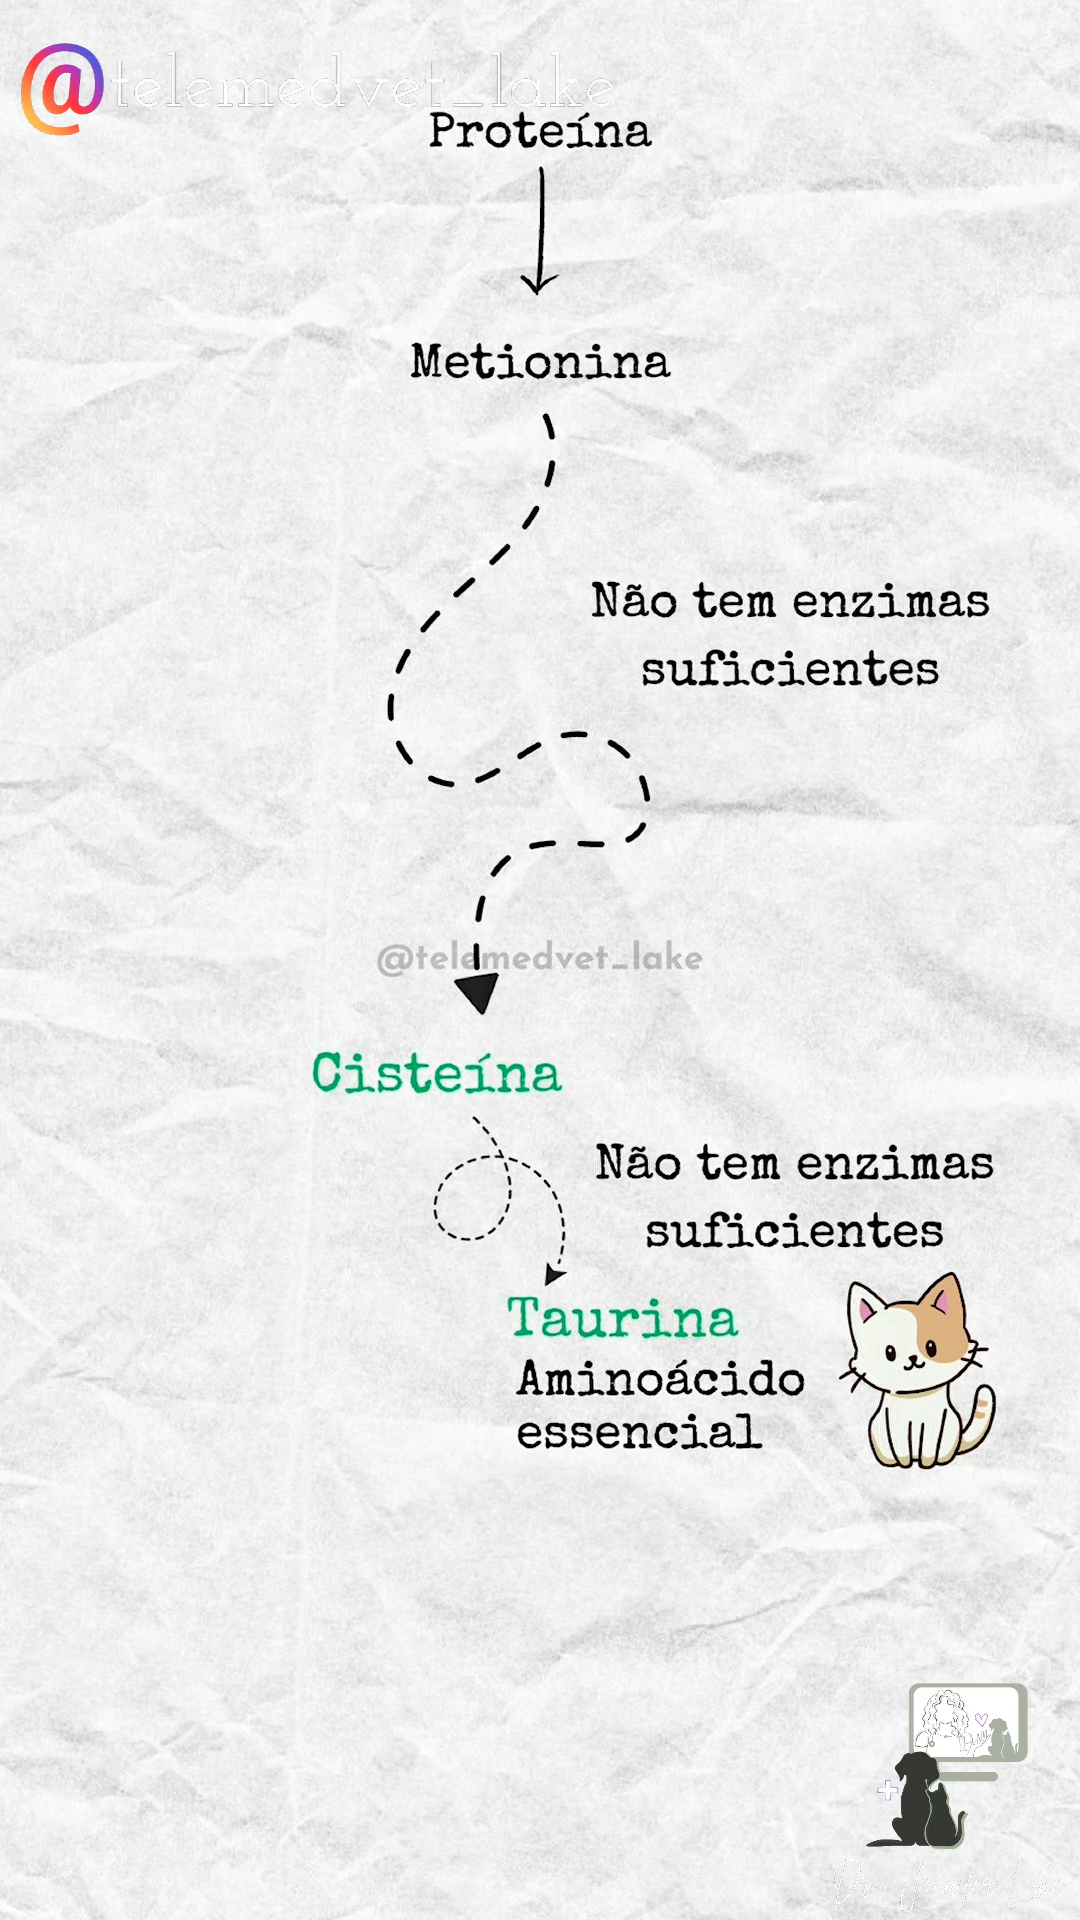 @telemedvet_lake
Proteína
Metionina
Não tem enzimas
suficientes
@telemedvet_lake
Cisteína
Não tem enzimas
suficientes
Taurina
Aminoácido
essencial